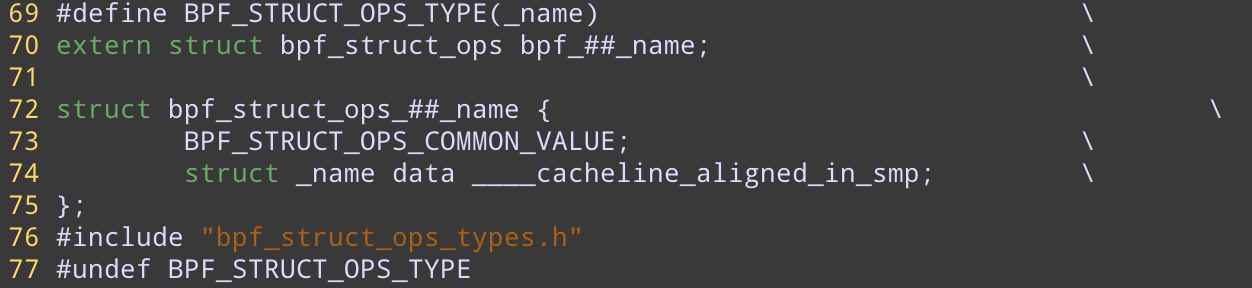 69 #define BPF_STRUCT_OPS_TYPE(_name) \
70 extern struct bpf_struct_ops bpf_##_name; \
71 \
72 struct bpf_struct_ops_##_name { \
73 BPF_STRUCT_OPS_COMMON_VALUE; \
74 struct _name data ____cacheline_aligned_in_smp; \
75 };
76 #include "bpf_struct_ops_types.h"
77 #undef BPF_STRUCT_OPS_TYPE